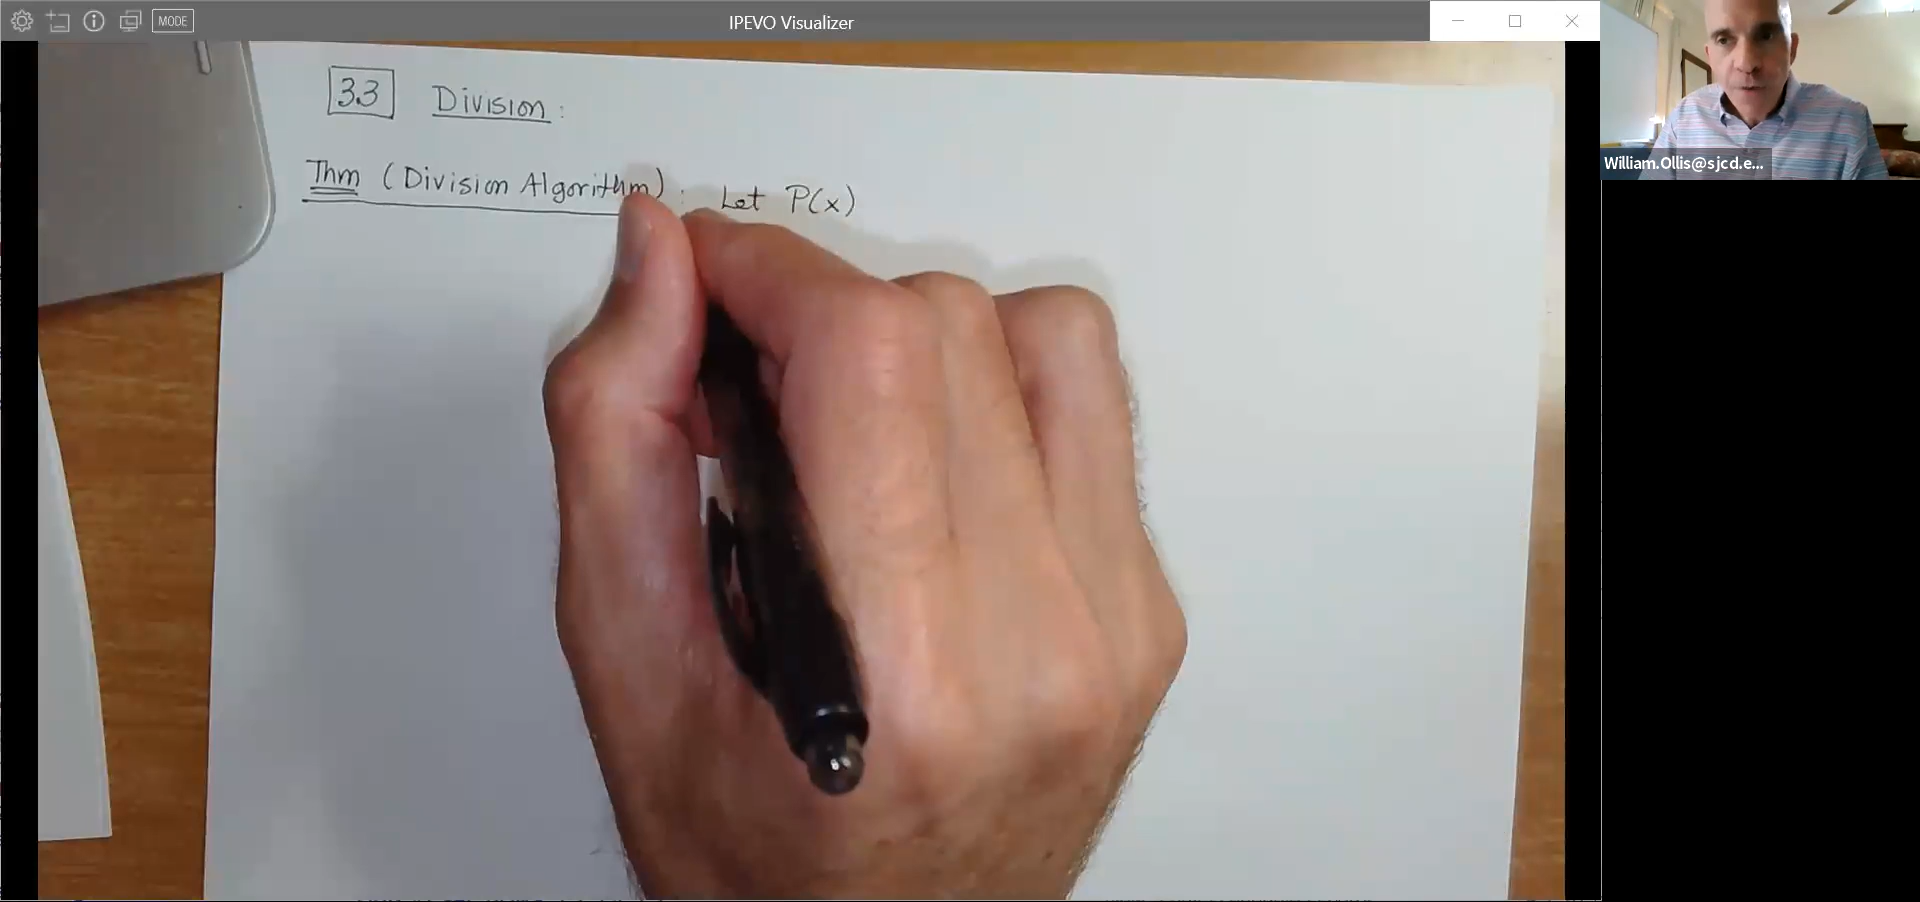 MODE
IPEVO Visualizer
3.3 Division:
Thm (Division Algorithm): Let P(x)
William.Ollis@sjcd.e...